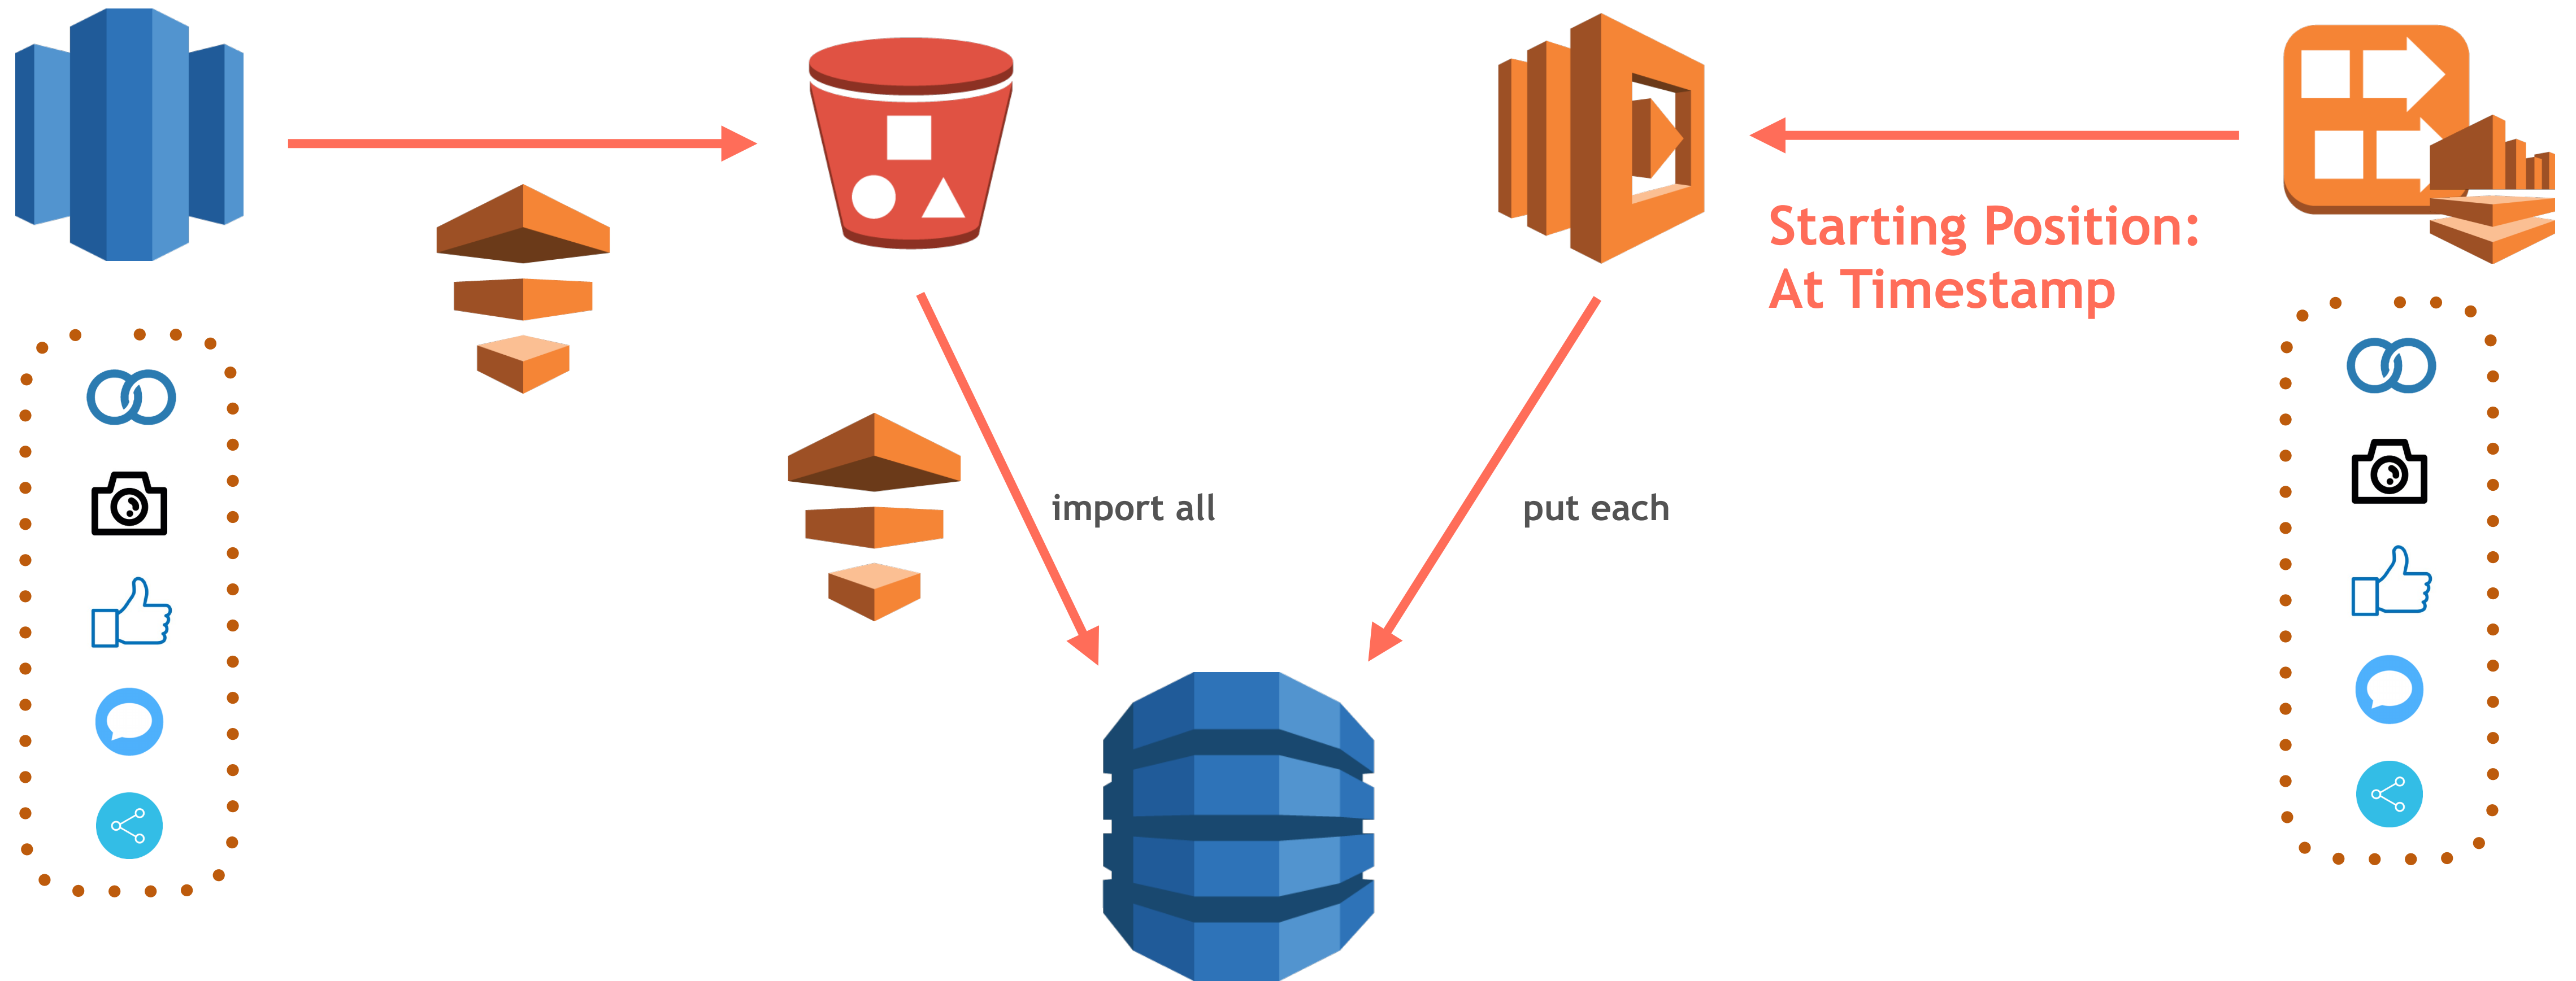 Starting Position:
At Timestamp
import all
put each